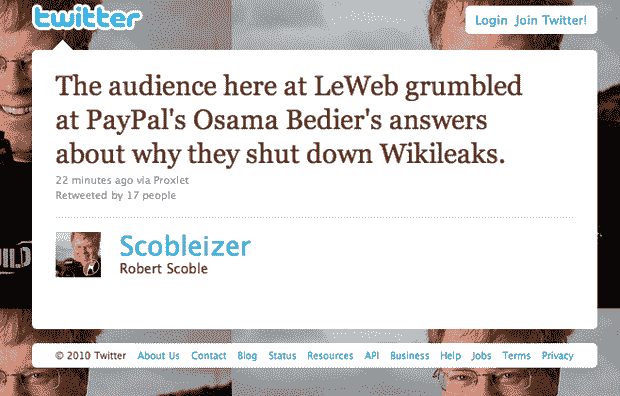 twitter
Login Join Twitter!
The audience here at LeWeb grumbled
at PayPal's Osama Bedier's answers
about why they shut down Wikileaks.
22 minutes ago via Proxlet
Retweeted by 17 people
Scobleizer
Robert Scoble
© 2010 Twitter About Us Contact Blog Status Resources API Business Help Jobs Terms Privacy